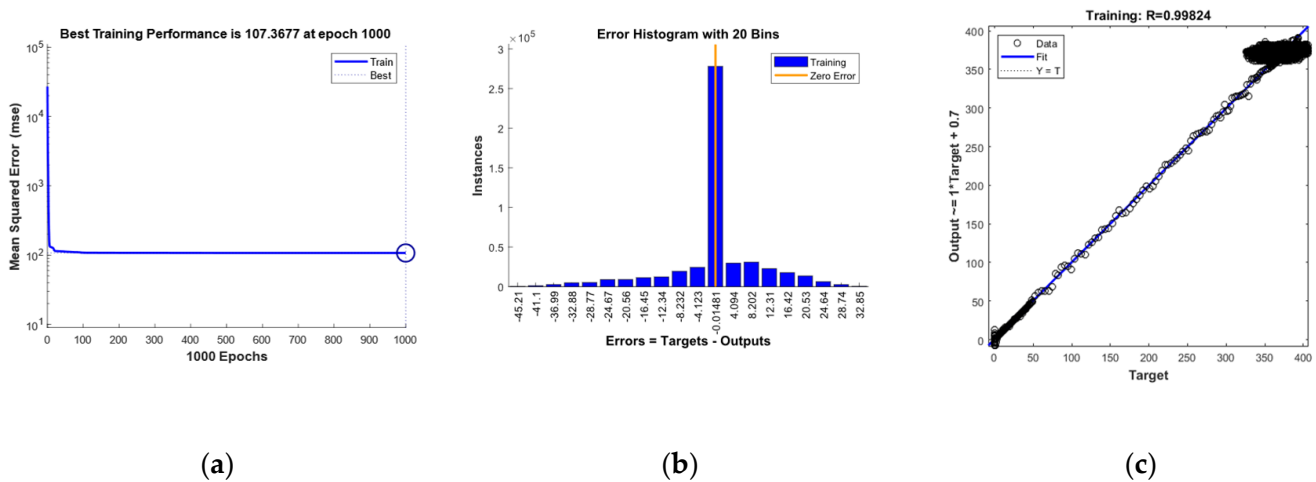 Best Training Performance is 107.3677 at epoch 1000
Mean Squared Error (mse)
10^5
10^4
10^3
10^2
10^1
Train
Best
0 100 200 300 400 500 600 700 800 900 1000
1000 Epochs
(a)
Error Histogram with 20 Bins
× 10^5
Instances
3
2.5
2
1.5
1
0.5
0
Training
Zero Error
-45.21 -41.1 -36.99 -32.88 -28.77 -24.67 -20.56 -16.45 -12.34 -8.232 -4.123 -0.01481 4.094 8.202 12.31 16.42 20.53 24.64 28.74 32.85
Errors = Targets - Outputs
(b)
Training: R=0.99824
Output ~= 1*Target + 0.7
400
350
300
250
200
150
100
50
0
Data
Fit
Y = T
0 50 100 150 200 250 300 350 400
Target
(c)